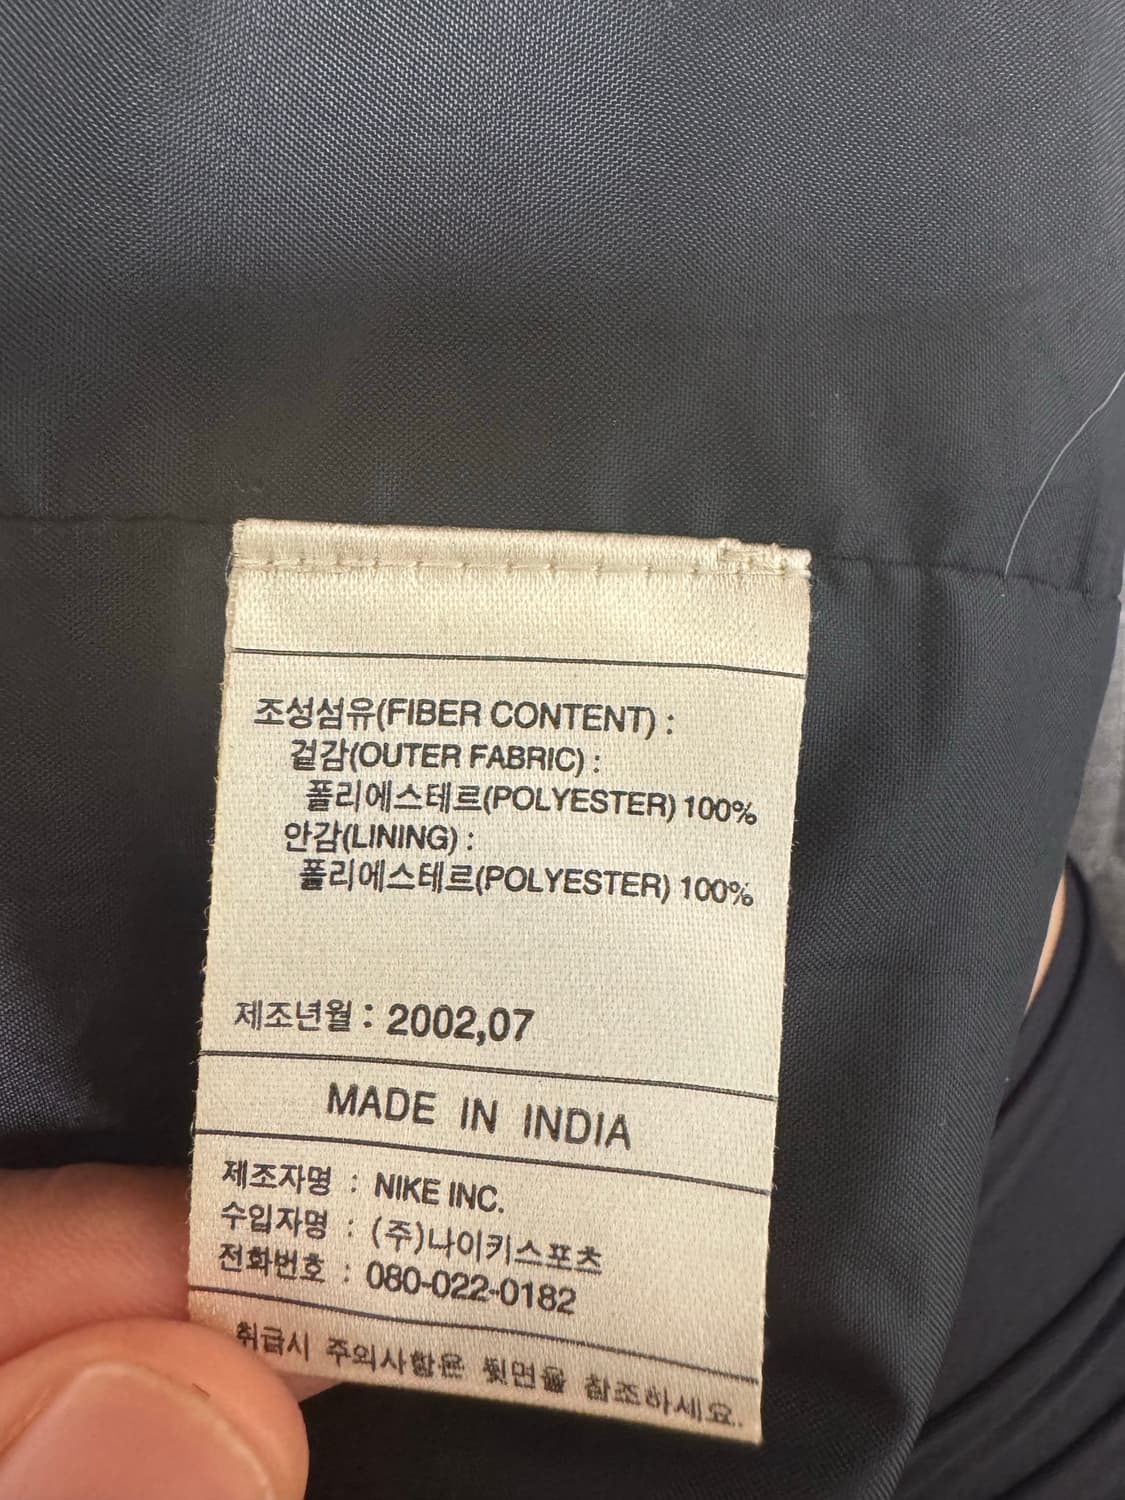 조성섬유(FIBER CONTENT) :
겉감(OUTER FABRIC) :
폴리에스테르(POLYESTER) 100%
안감(LINING) :
폴리에스테르(POLYESTER) 100%
제조년월 : 2002,07
MADE IN INDIA
제조자명 : NIKE INC.
수입자명 : (주)나이키스포츠
전화번호 : 080-022-0182
취급시 주의사항은 뒷면을 참조하세요.